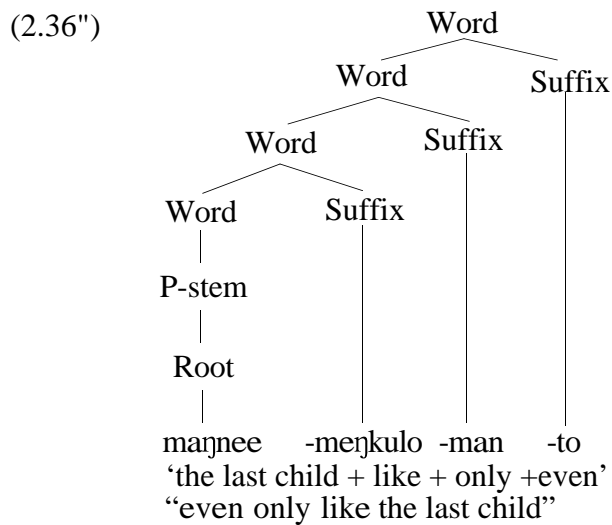 (2.36") Word
Word Suffix
Word Suffix
Word Suffix
P-stem
Root
maŋnee -meŋkulo -man -to
‘the last child + like + only +even’
“even only like the last child”